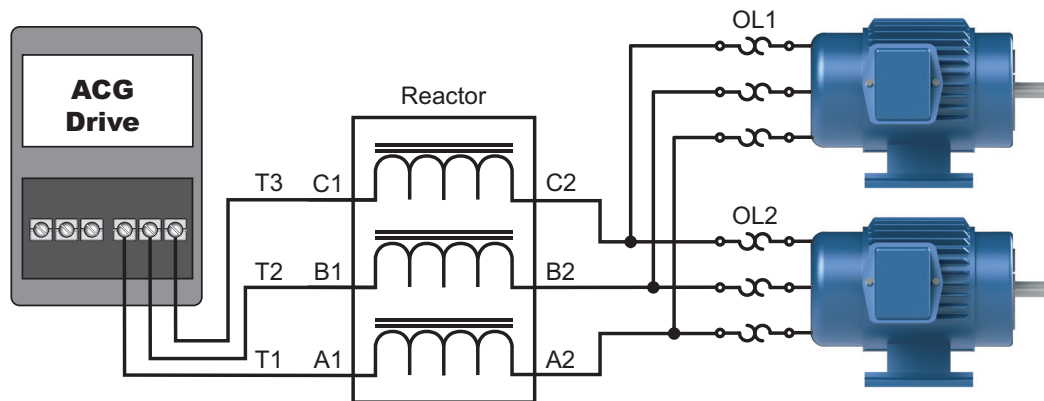 OL1
ACG
Drive
Reactor
T3 C1 C2
OL2
T2 B1 B2
T1 A1 A2